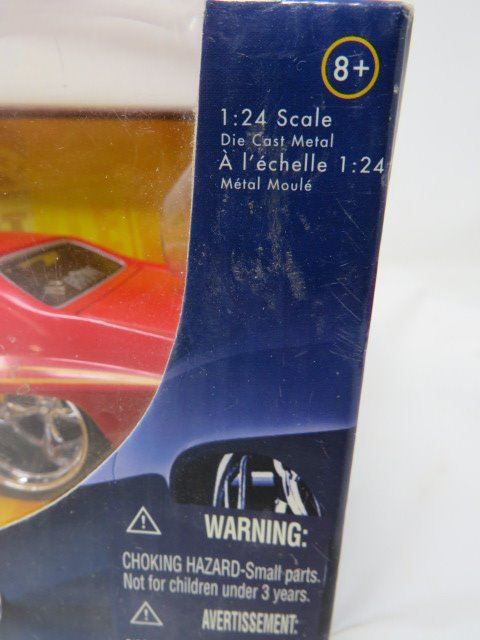 8+
1:24 Scale
Die Cast Metal
À l'échelle 1:24
Métal Moulé
WARNING:
CHOKING HAZARD-Small parts.
Not for children under 3 years.
AVERTISSEMENT: